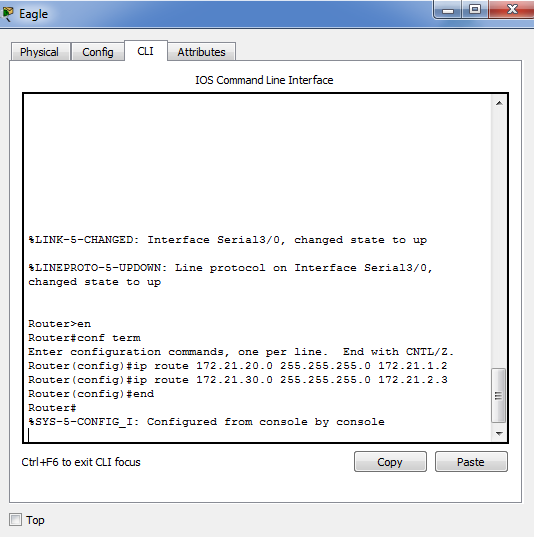 Eagle
Physical Config CLI Attributes
IOS Command Line Interface
%LINK-5-CHANGED: Interface Serial3/0, changed state to up
%LINEPROTO-5-UPDOWN: Line protocol on Interface Serial3/0,
changed state to up
Router>en
Router#conf term
Enter configuration commands, one per line.  End with CNTL/Z.
Router(config)#ip route 172.21.20.0 255.255.255.0 172.21.1.2
Router(config)#ip route 172.21.30.0 255.255.255.0 172.21.2.3
Router(config)#end
Router#
%SYS-5-CONFIG_I: Configured from console by console
Ctrl+F6 to exit CLI focus Copy Paste
Top